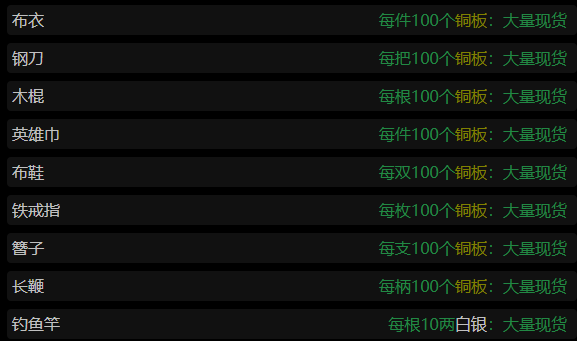 布衣 每件100个铜板：大量现货
钢刀 每把100个铜板：大量现货
木棍 每根100个铜板：大量现货
英雄巾 每件100个铜板：大量现货
布鞋 每双100个铜板：大量现货
铁戒指 每枚100个铜板：大量现货
簪子 每支100个铜板：大量现货
长鞭 每柄100个铜板：大量现货
钓鱼竿 每根10两白银：大量现货